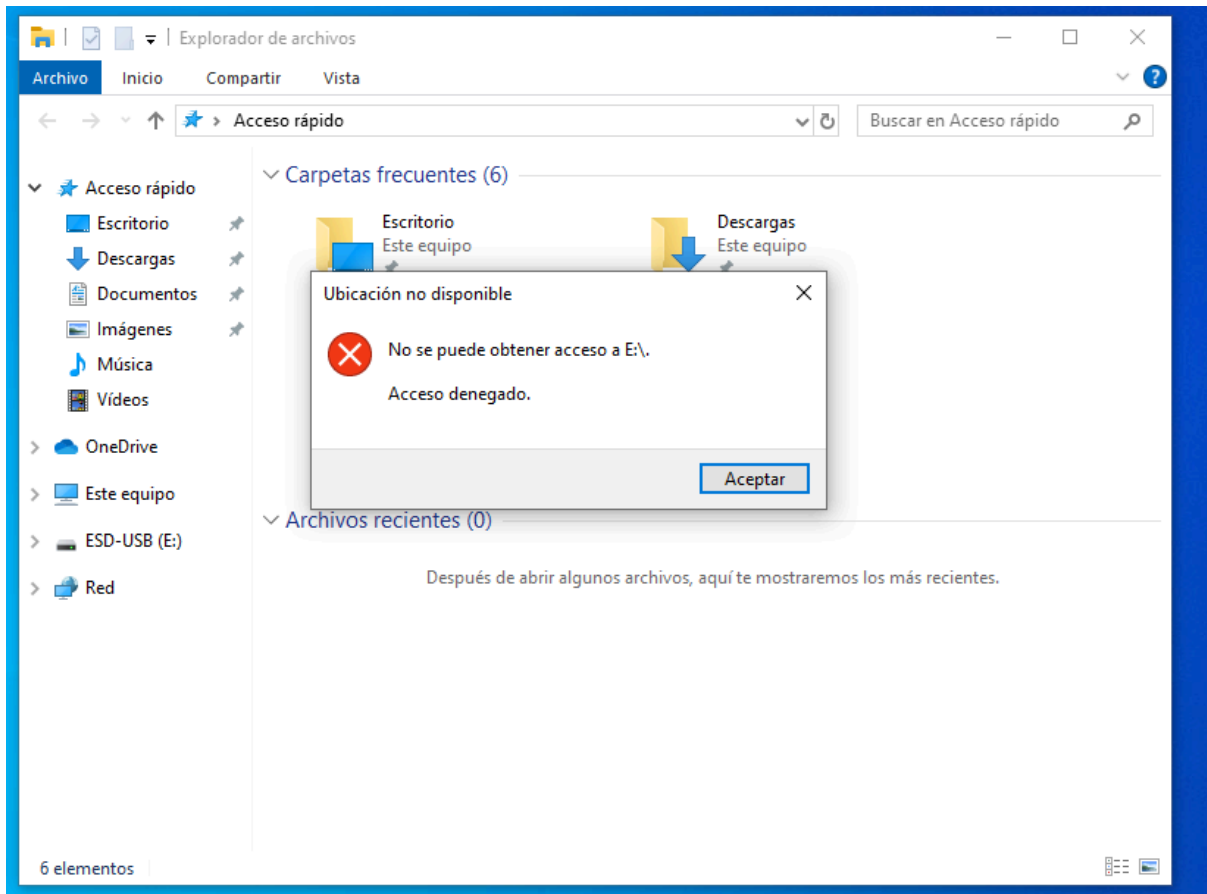 Explorador de archivos
Archivo Inicio Compartir Vista
Acceso rápido
Buscar en Acceso rápido
Acceso rápido
Escritorio
Descargas
Documentos
Imágenes
Música
Vídeos
OneDrive
Este equipo
ESD-USB (E:)
Red
Carpetas frecuentes (6)
Escritorio
Este equipo
Descargas
Este equipo
Ubicación no disponible
No se puede obtener acceso a E:\.
Acceso denegado.
Aceptar
Archivos recientes (0)
Después de abrir algunos archivos, aquí te mostraremos los más recientes.
6 elementos